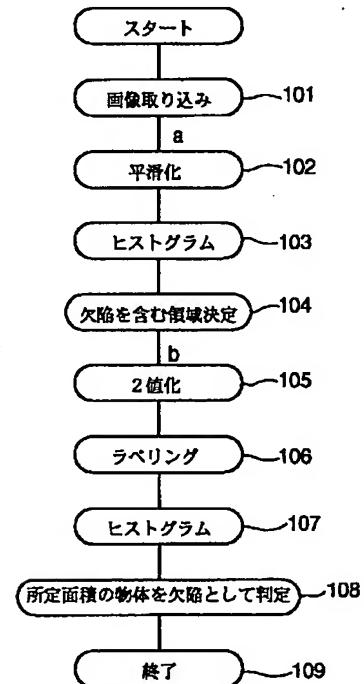 スタート
画像取り込み 101
a
平滑化 102
ヒストグラム 103
欠陥を含む領域決定 104
b
2値化 105
ラベリング 106
ヒストグラム 107
所定面積の物体を欠陥として判定 108
終了 109